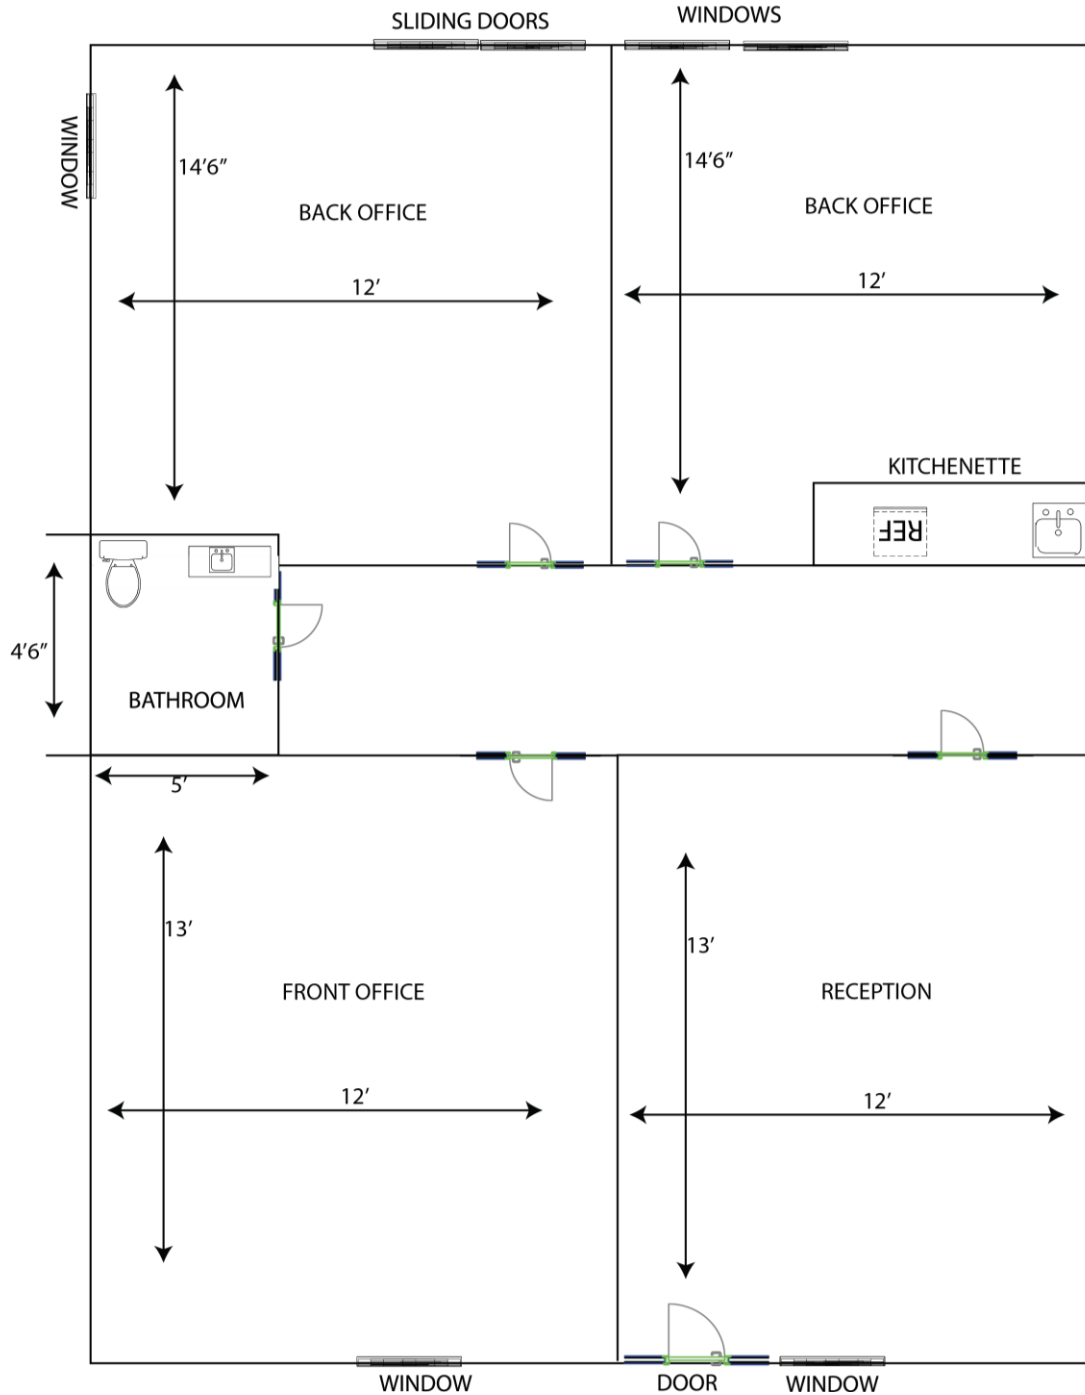 SLIDING DOORS
WINDOWS
WINDOW
14’6”
14’6”
BACK OFFICE
BACK OFFICE
12’
12’
KITCHENETTE
REF
4’6”
BATHROOM
5’
13’
13’
FRONT OFFICE
RECEPTION
12’
12’
WINDOW
DOOR
WINDOW